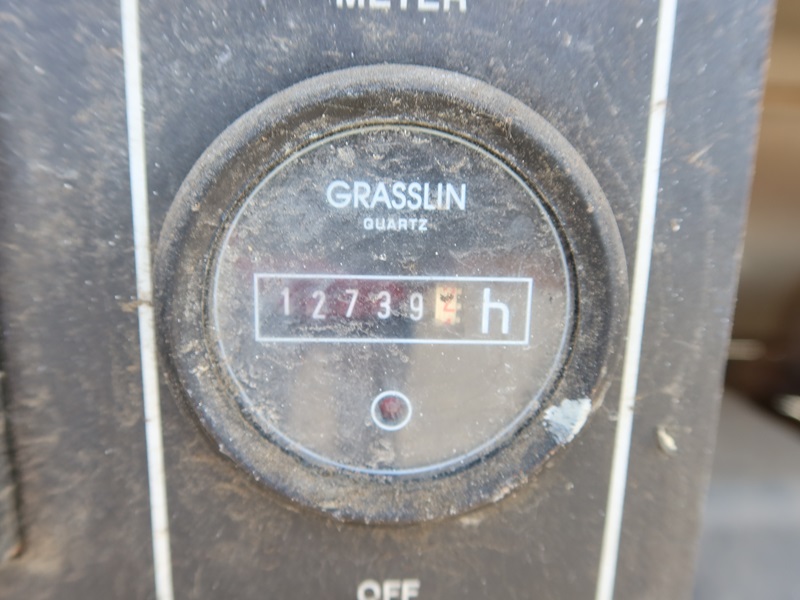 METER
GRASSLIN
QUARTZ
12739 h
OFF